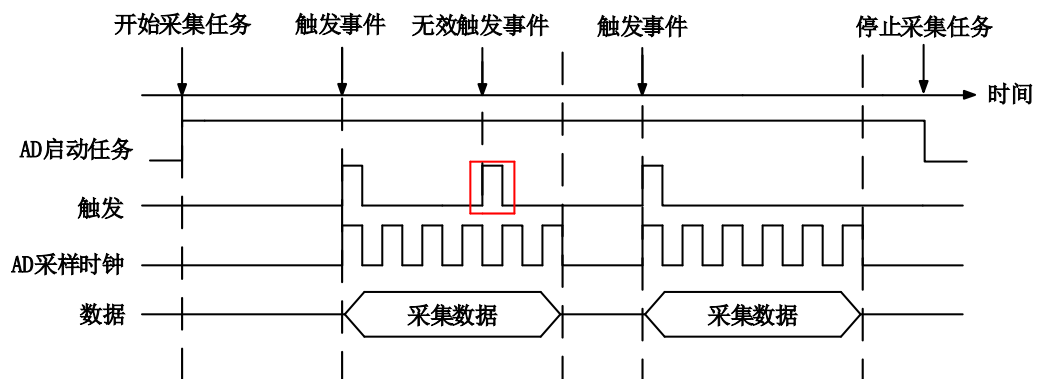 开始采集任务 触发事件 无效触发事件 触发事件 停止采集任务
时间
AD启动任务
触发
AD采样时钟
数据 采集数据 采集数据